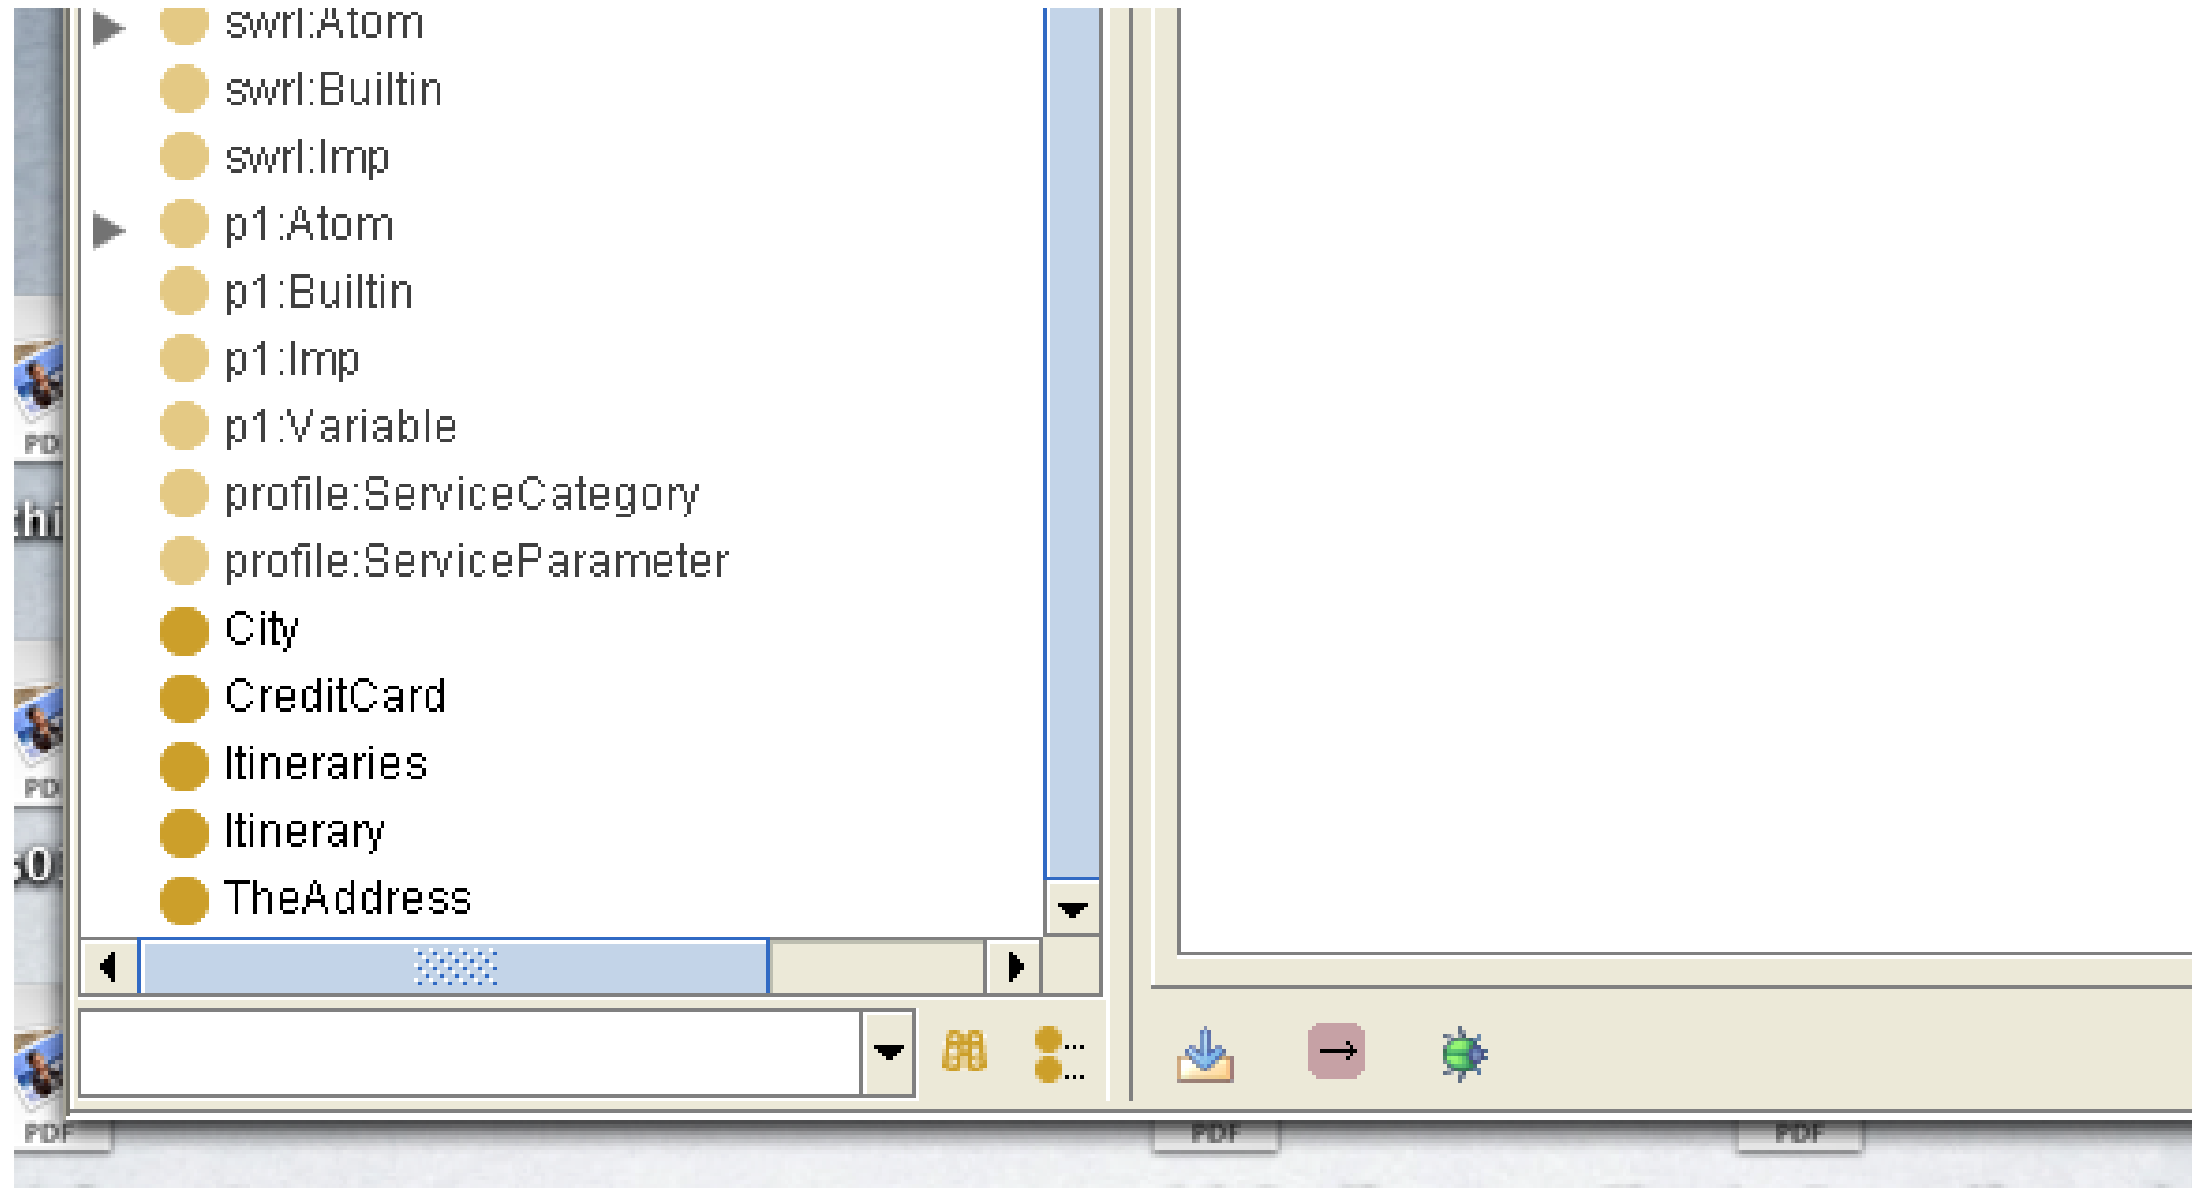 swrl:Atom
swrl:Builtin
swrl:Imp
p1:Atom
p1:Builtin
p1:Imp
p1:Variable
profile:ServiceCategory
profile:ServiceParameter
City
CreditCard
Itineraries
Itinerary
TheAddress
PDF
PDF
PDF